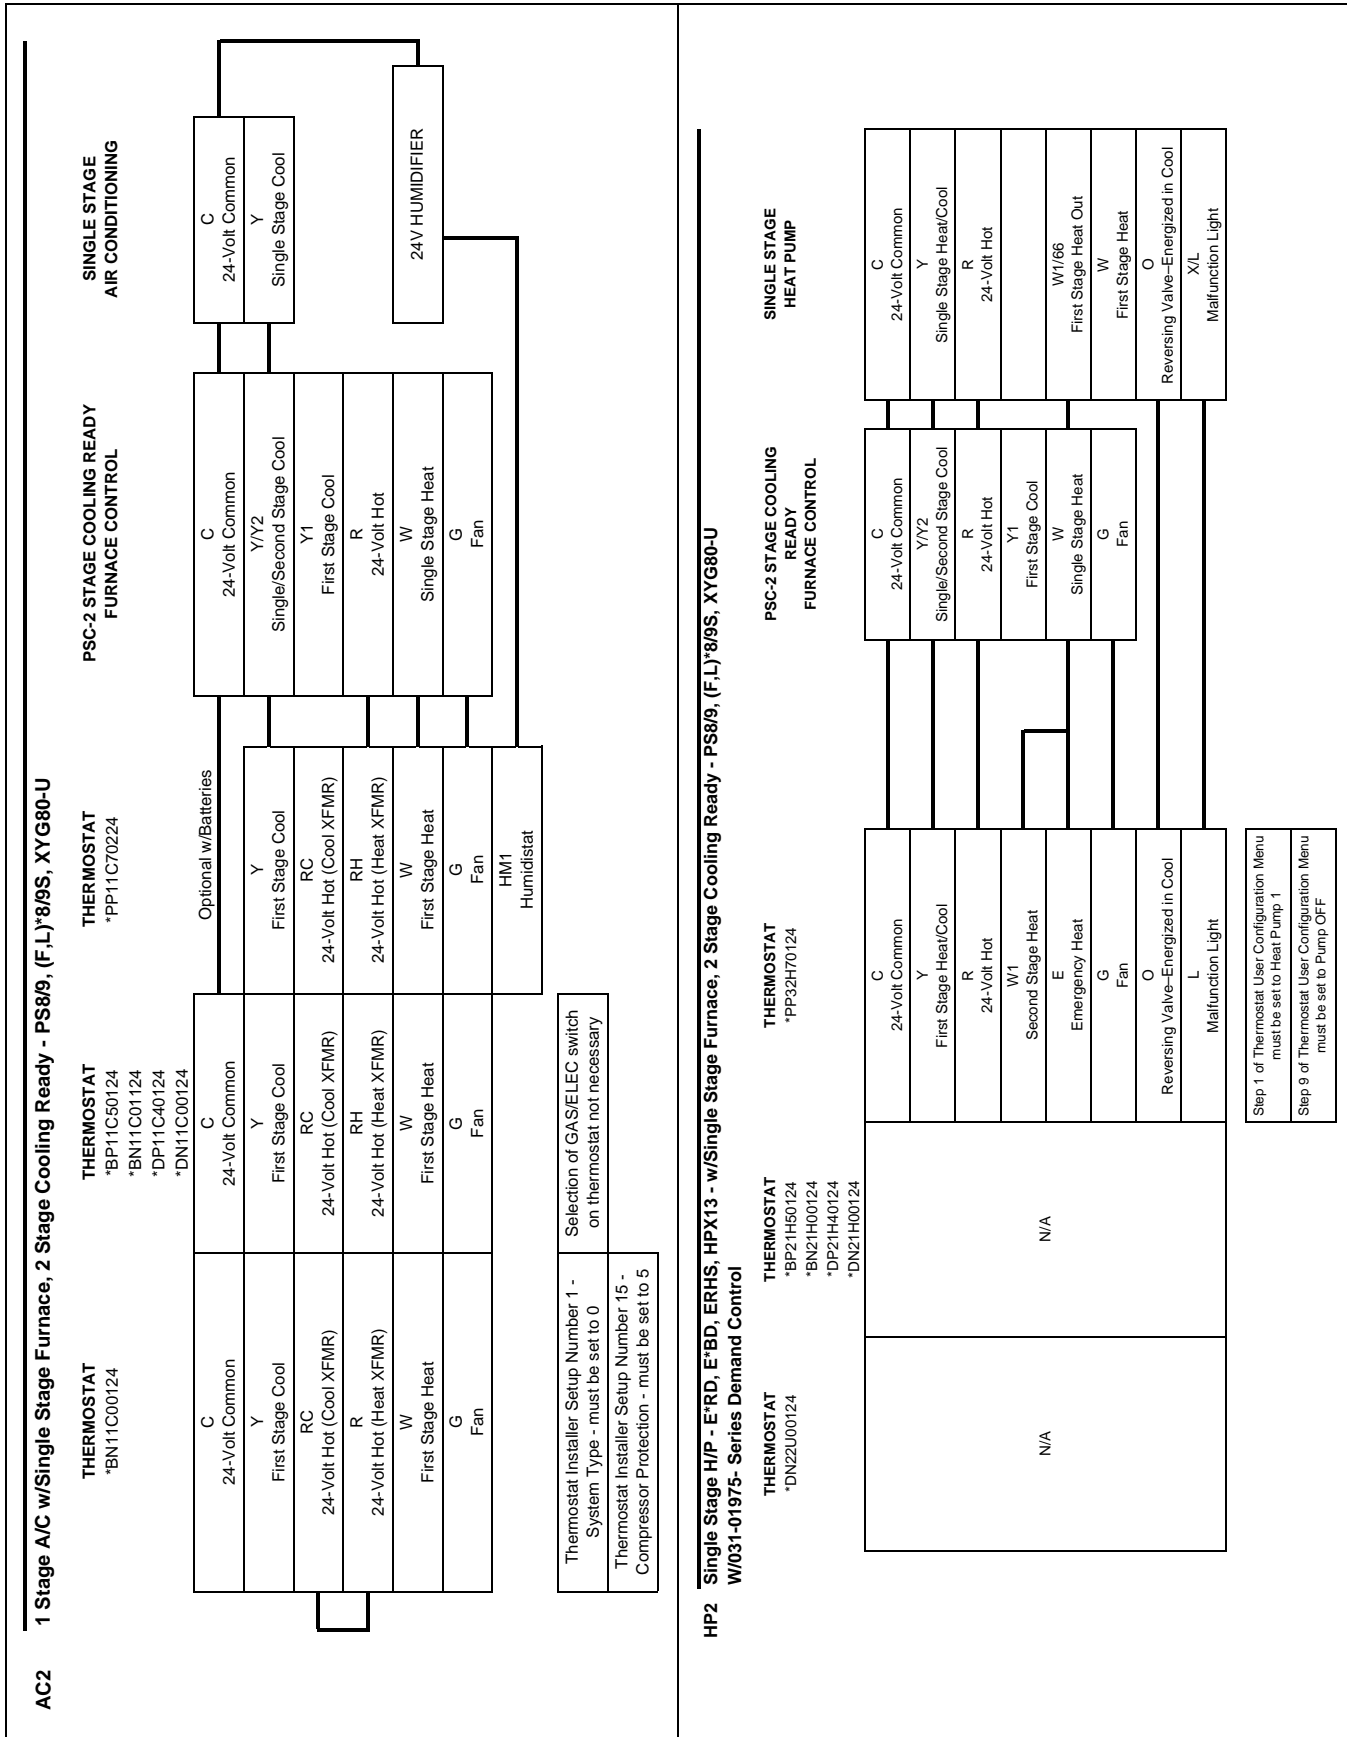 AC2 1 Stage A/C w/Single Stage Furnace, 2 Stage Cooling Ready - PS8/9, (F,L)*8/9S, XYG80-U
THERMOSTAT
*BN11C00124
THERMOSTAT
*BP11C50124
*BN11C01124
*DP11C40124
*DN11C00124
THERMOSTAT
*PP11C70224
PSC-2 STAGE COOLING READY
FURNACE CONTROL
SINGLE STAGE
AIR CONDITIONING
C
24-Volt Common
Y
First Stage Cool
RC
24-Volt Hot (Cool XFMR)
R
24-Volt Hot (Heat XFMR)
W
First Stage Heat
G
Fan
C
24-Volt Common
Y
First Stage Cool
RC
24-Volt Hot (Cool XFMR)
RH
24-Volt Hot (Heat XFMR)
W
First Stage Heat
G
Fan
Optional w/Batteries
Y
First Stage Cool
RC
24-Volt Hot (Cool XFMR)
RH
24-Volt Hot (Heat XFMR)
W
First Stage Heat
G
Fan
HM1
Humidistat
C
24-Volt Common
Y/Y2
Single/Second Stage Cool
Y1
First Stage Cool
R
24-Volt Hot
W
Single Stage Heat
G
Fan
C
24-Volt Common
Y
Single Stage Cool
24V HUMIDIFIER
Thermostat Installer Setup Number 1 -
System Type - must be set to 0
Thermostat Installer Setup Number 15 -
Compressor Protection - must be set to 5
Selection of GAS/ELEC switch
on thermostat not necessary
HP2 Single Stage H/P - E*RD, E*BD, ERHS, HPX13 - w/Single Stage Furnace, 2 Stage Cooling Ready - PS8/9, (F,L)*8/9S, XYG80-U
W/031-01975- Series Demand Control
THERMOSTAT
*DN22U00124
THERMOSTAT
*BP21H50124
*BN21H00124
*DP21H40124
*DN21H00124
THERMOSTAT
*PP32H70124
PSC-2 STAGE COOLING
READY
FURNACE CONTROL
SINGLE STAGE
HEAT PUMP
N/A
N/A
C
24-Volt Common
Y
First Stage Heat/Cool
R
24-Volt Hot
W1
Second Stage Heat
E
Emergency Heat
G
Fan
O
Reversing Valve–Energized in Cool
L
Malfunction Light
C
24-Volt Common
Y/Y2
Single/Second Stage Cool
R
24-Volt Hot
Y1
First Stage Cool
W
Single Stage Heat
G
Fan
C
24-Volt Common
Y
Single Stage Heat/Cool
R
24-Volt Hot
W1/66
First Stage Heat Out
W
First Stage Heat
O
Reversing Valve–Energized in Cool
X/L
Malfunction Light
Step 1 of Thermostat User Configuration Menu
must be set to Heat Pump 1
Step 9 of Thermostat User Configuration Menu
must be set to Pump OFF